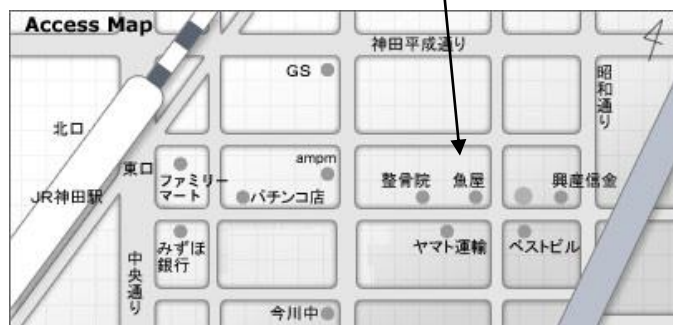 Access Map
神田平成通り
GS
昭和通り
北口
ampm
東口
ファミリー
マート
整骨院
魚屋
興産信金
JR神田駅
パチンコ店
みずほ
銀行
ヤマト運輸
ベストビル
中央通り
今川中